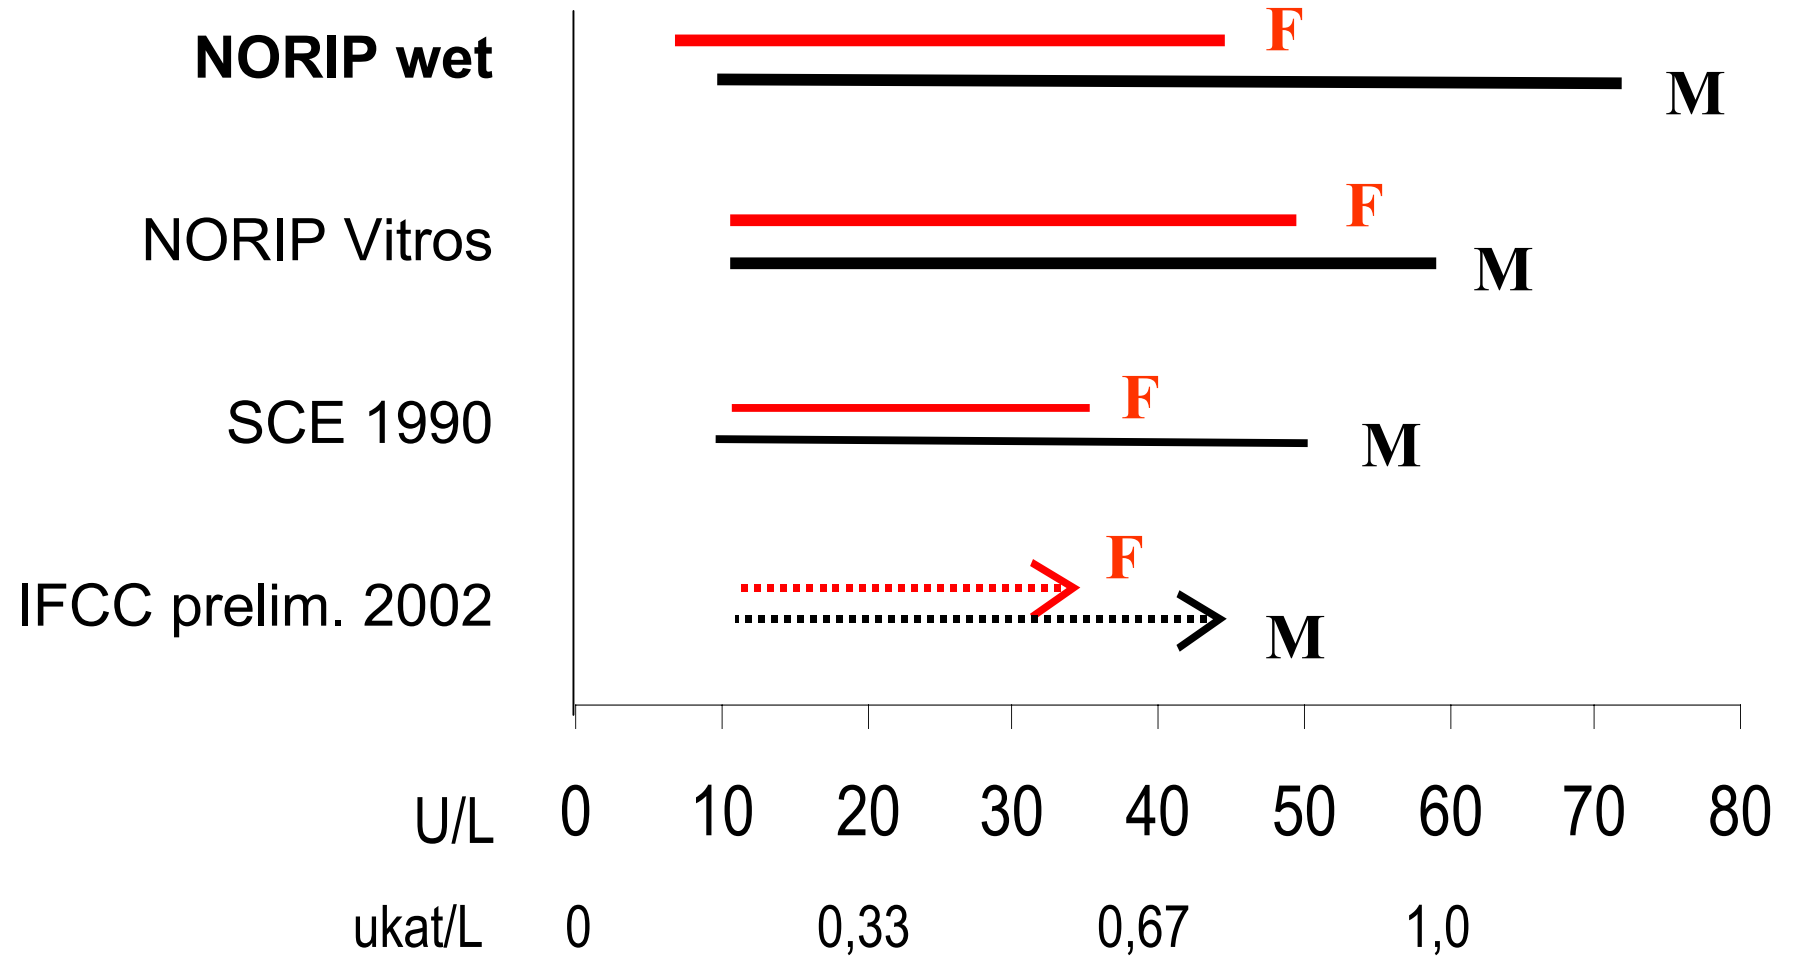 NORIP wet F
M
NORIP Vitros F
M
SCE 1990 F
M
IFCC prelim. 2002 F
M
U/L 0 10 20 30 40 50 60 70 80
ukat/L 0 0,33 0,67 1,0